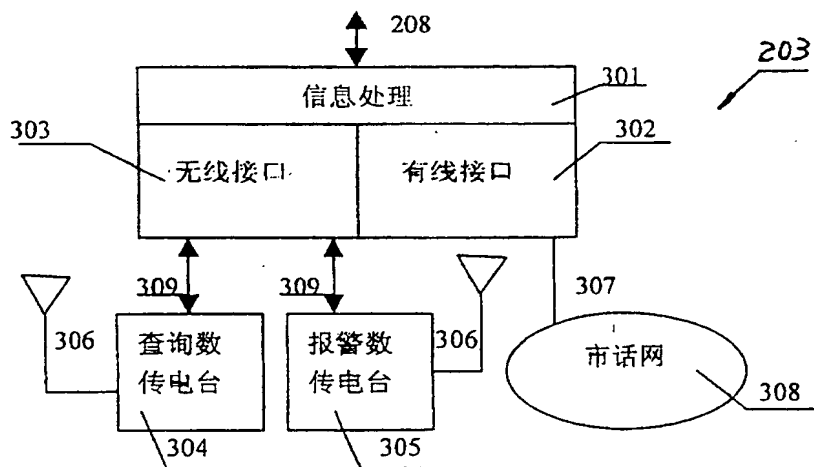 208
203
信息处理
301
303
302
无线接口
有线接口
309
309
307
306
查询数
传电台
报警数
传电台
306
市话网
308
304
305